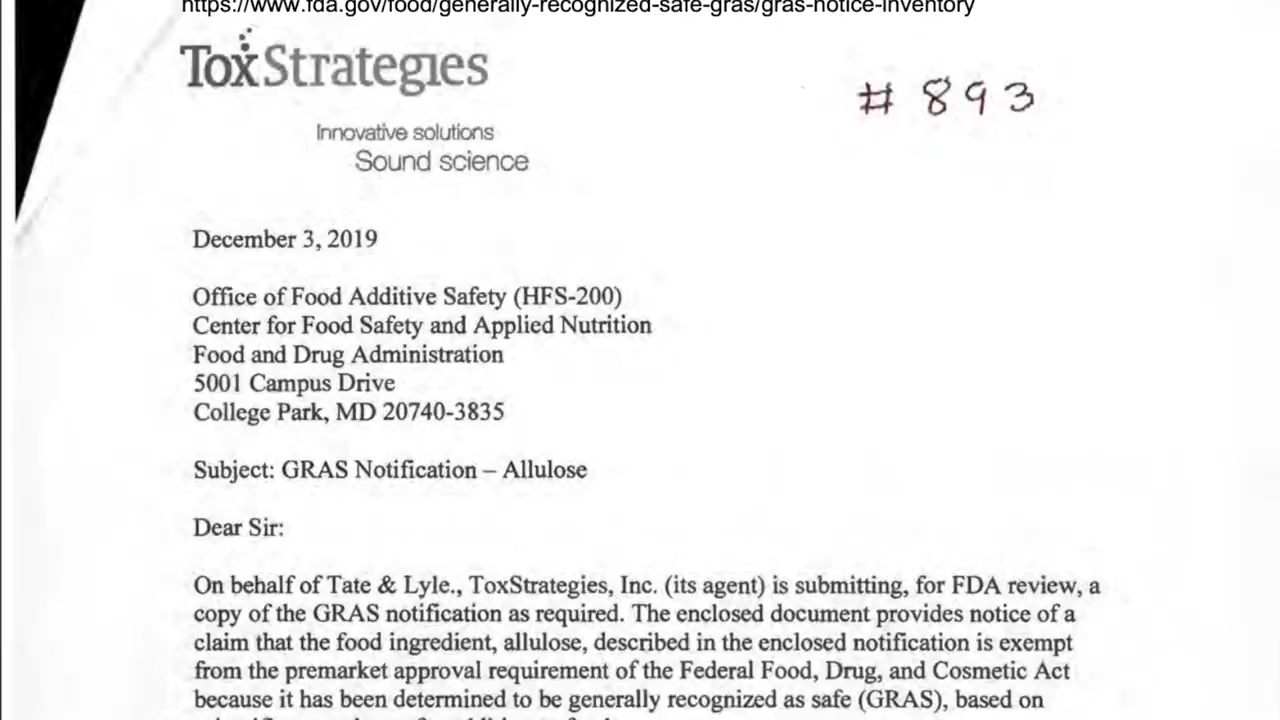 https://www.fda.gov/food/generally-recognized-safe-gras/gras-notice-inventory
ToxStrategies
# 893
Innovative solutions
Sound science
December 3, 2019
Office of Food Additive Safety (HFS-200)
Center for Food Safety and Applied Nutrition
Food and Drug Administration
5001 Campus Drive
College Park, MD 20740-3835
Subject: GRAS Notification – Allulose
Dear Sir:
On behalf of Tate & Lyle., ToxStrategies, Inc. (its agent) is submitting, for FDA review, a
copy of the GRAS notification as required. The enclosed document provides notice of a
claim that the food ingredient, allulose, described in the enclosed notification is exempt
from the premarket approval requirement of the Federal Food, Drug, and Cosmetic Act
because it has been determined to be generally recognized as safe (GRAS), based on